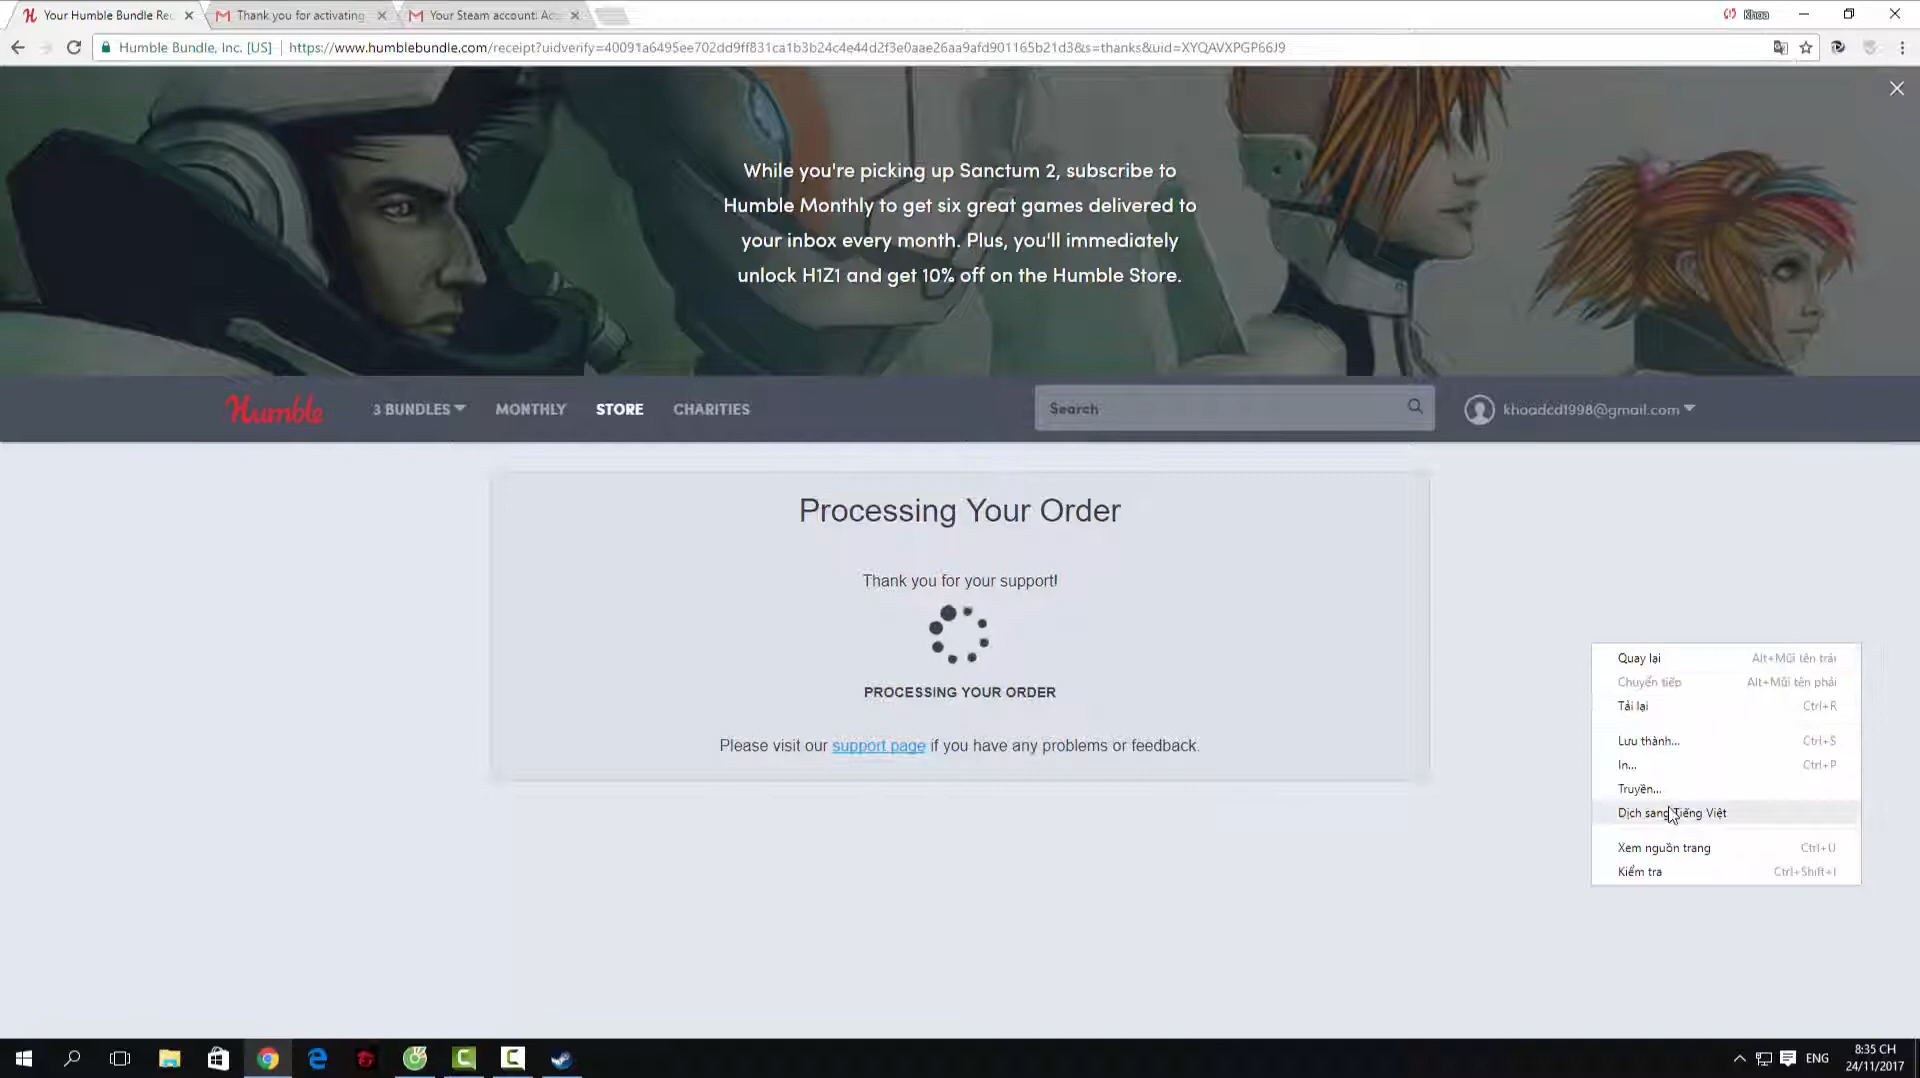 Your Humble Bundle Rec
Thank you for activating
Your Steam account: Ac
Khoa
Humble Bundle, Inc. [US]
https://www.humblebundle.com/receipt?uidverify=40091a6495ee702dd9ff831ca1b3b24c4e44d2f3e0aae26aa9afd901165b21d3&s=thanks&uid=XYQAVXPGP66J9
While you're picking up Sanctum 2, subscribe to
Humble Monthly to get six great games delivered to
your inbox every month. Plus, you'll immediately
unlock H1Z1 and get 10% off on the Humble Store.
Humble
3 BUNDLES
MONTHLY
STORE
CHARITIES
Search
khoadcd1998@gmail.com
Processing Your Order
Thank you for your support!
PROCESSING YOUR ORDER
Please visit our support page if you have any problems or feedback.
Quay lại Alt+Mũi tên trái
Chuyển tiếp Alt+Mũi tên phải
Tải lại Ctrl+R
Lưu thành... Ctrl+S
In... Ctrl+P
Truyền...
Dịch sang Tiếng Việt
Xem nguồn trang Ctrl+U
Kiểm tra Ctrl+Shift+I
ENG
8:35 CH
24/11/2017